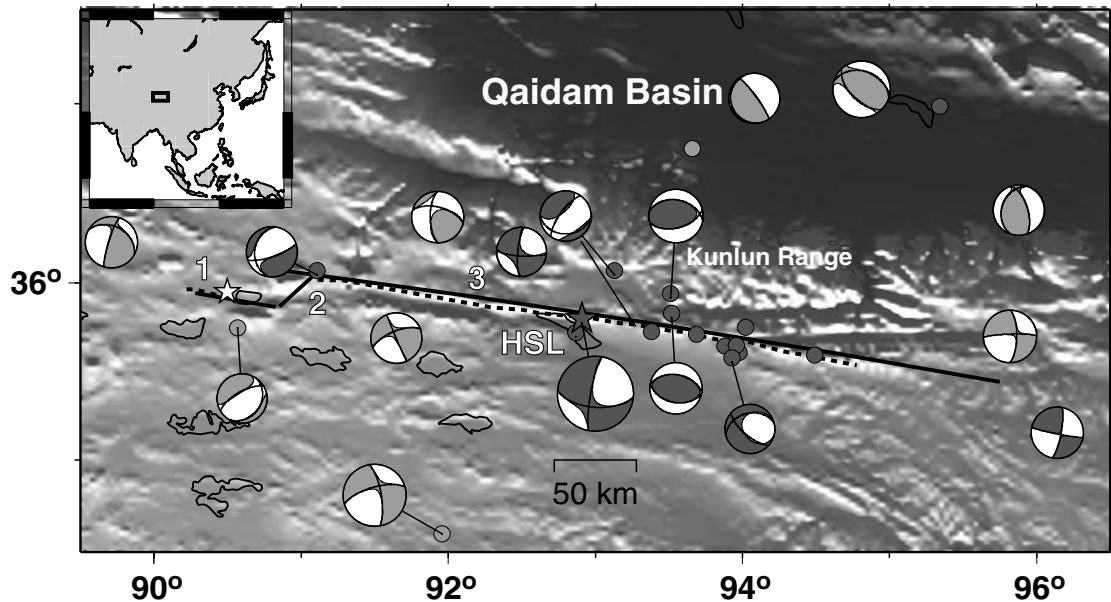 Qaidam Basin
Kunlun Range
1
3
36º
2
HSL
50 km
90º
92º
94º
96º